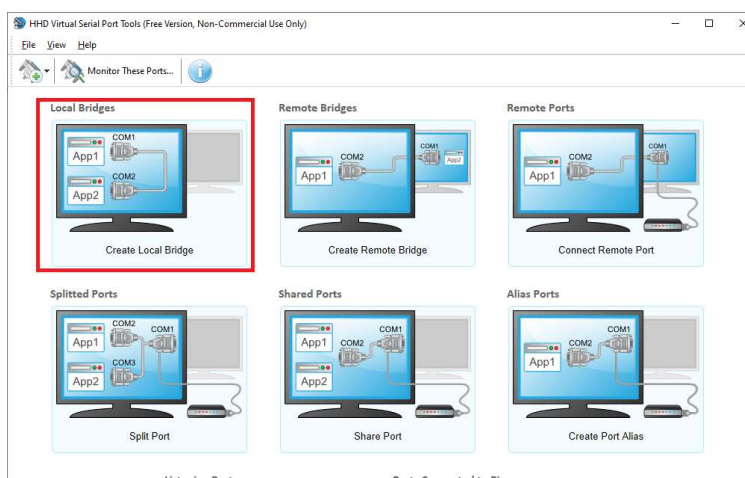 HHD Virtual Serial Port Tools (Free Version, Non-Commercial Use Only)
File View Help
Monitor These Ports...
Local Bridges
COM1
App1
COM2
App2
Create Local Bridge
Remote Bridges
COM2
App1
COM1
App2
Create Remote Bridge
Remote Ports
COM2
App1
COM1
Connect Remote Port
Splitted Ports
COM2
COM1
App1
COM3
App2
Split Port
Shared Ports
COM1
App1
COM2
App2
Share Port
Alias Ports
COM1
COM2
App1
Create Port Alias